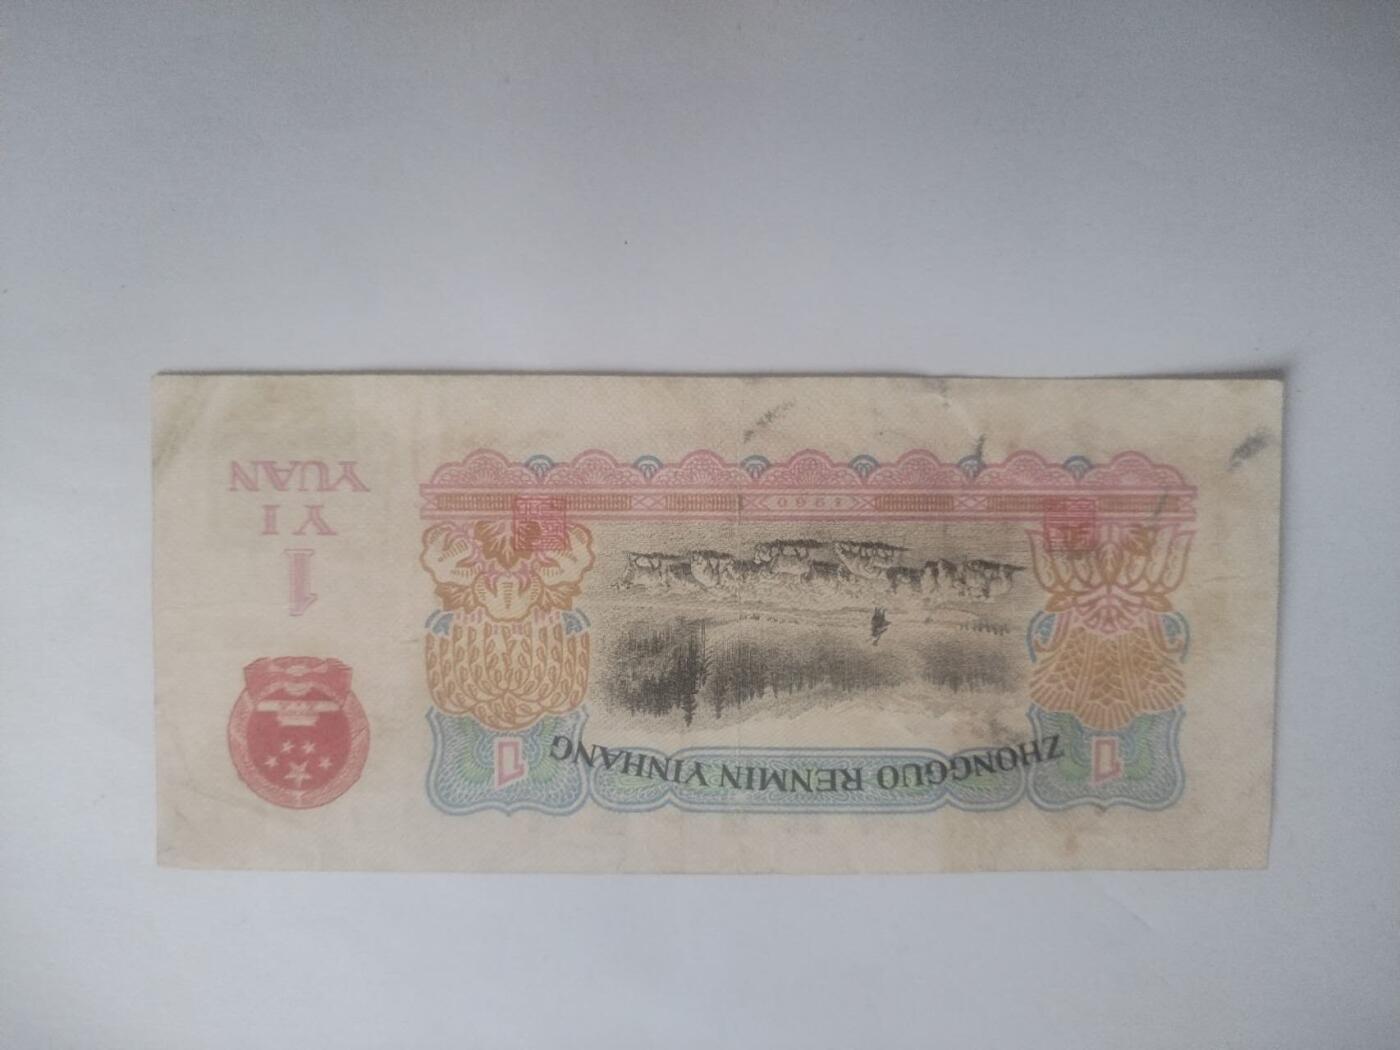 ZHONGGUO RENMIN YINHANG
1
1
1960
1
YI
YUAN